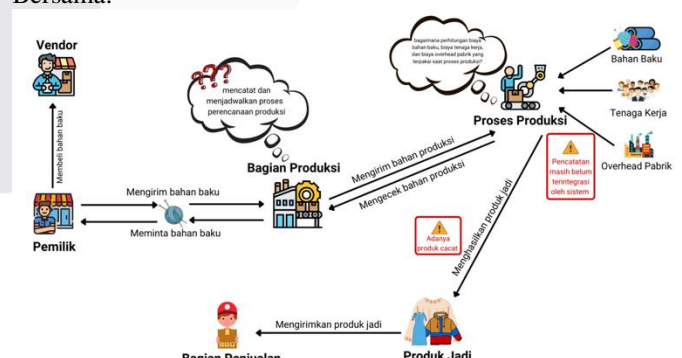 Bersama.
Vendor
Membeli bahan baku
Pemilik
Mengirim bahan baku
Meminta bahan baku
???
mencatat dan
menjadwalkan proses
perencanaan produksi
Bagian Produksi
Mengirim bahan produksi
Mengecek bahan produksi
bagaimana perhitungan biaya
bahan baku, biaya tenaga kerja,
dan biaya overhead pabrik yang
terpakai saat proses produksi?
Proses Produksi
Bahan Baku
Tenaga Kerja
Overhead Pabrik
Pencatatan
masih belum
terintegrasi
oleh sistem
Adanya
produk cacat
Menghasilkan produk jadi
Mengirimkan produk jadi
Bagian Penjualan
Produk Jadi